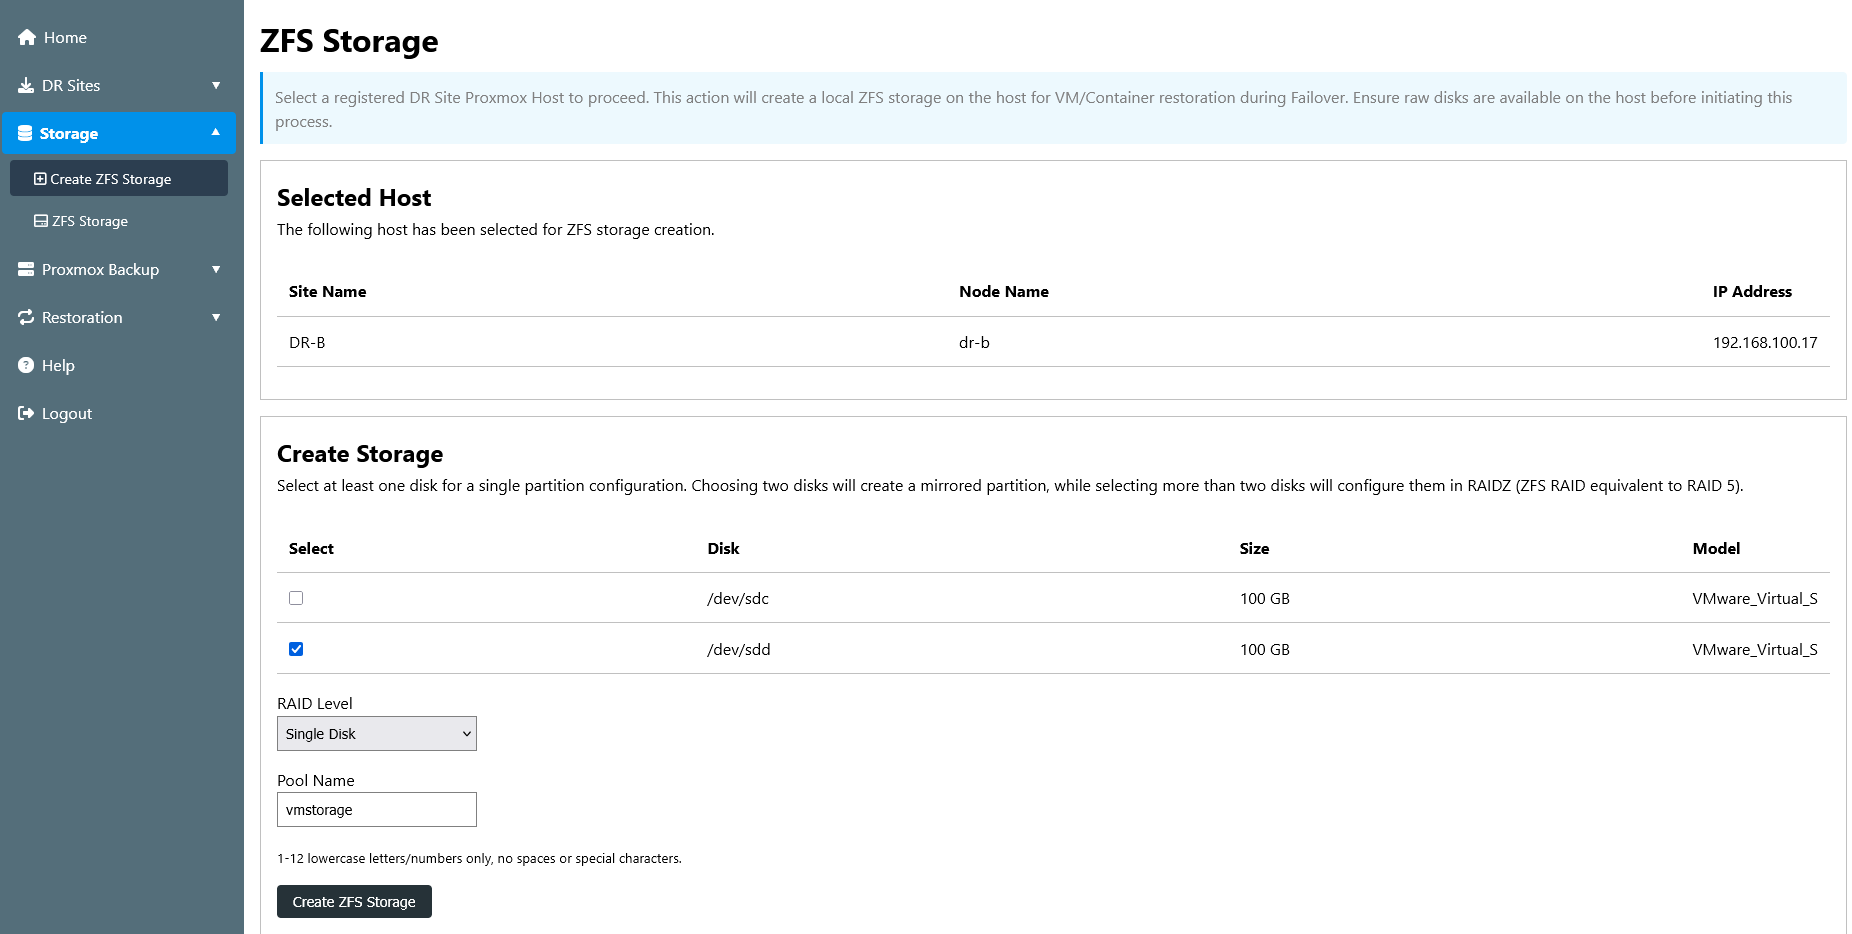 Home
DR Sites
Storage
Create ZFS Storage
ZFS Storage
Proxmox Backup
Restoration
Help
Logout
ZFS Storage
Select a registered DR Site Proxmox Host to proceed. This action will create a local ZFS storage on the host for VM/Container restoration during Failover. Ensure raw disks are available on the host before initiating this
process.
Selected Host
The following host has been selected for ZFS storage creation.
Site Name Node Name IP Address
DR-B dr-b 192.168.100.17
Create Storage
Select at least one disk for a single partition configuration. Choosing two disks will create a mirrored partition, while selecting more than two disks will configure them in RAIDZ (ZFS RAID equivalent to RAID 5).
Select Disk Size Model
/dev/sdc 100 GB VMware_Virtual_S
/dev/sdd 100 GB VMware_Virtual_S
RAID Level
Single Disk
Pool Name
vmstorage
1-12 lowercase letters/numbers only, no spaces or special characters.
Create ZFS Storage